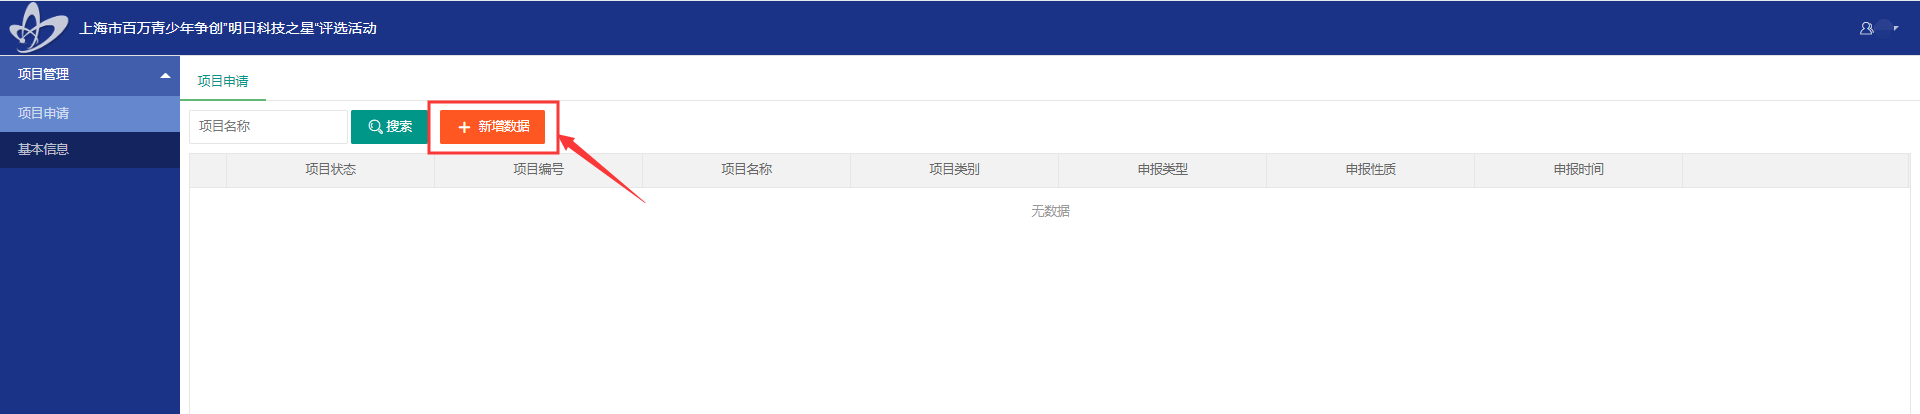 上海市百万青少年争创”明日科技之星“评选活动
项目管理
项目申请
基本信息
项目申请
项目名称 搜索 新增数据
项目状态 项目编号 项目名称 项目类别 申报类型 申报性质 申报时间
无数据